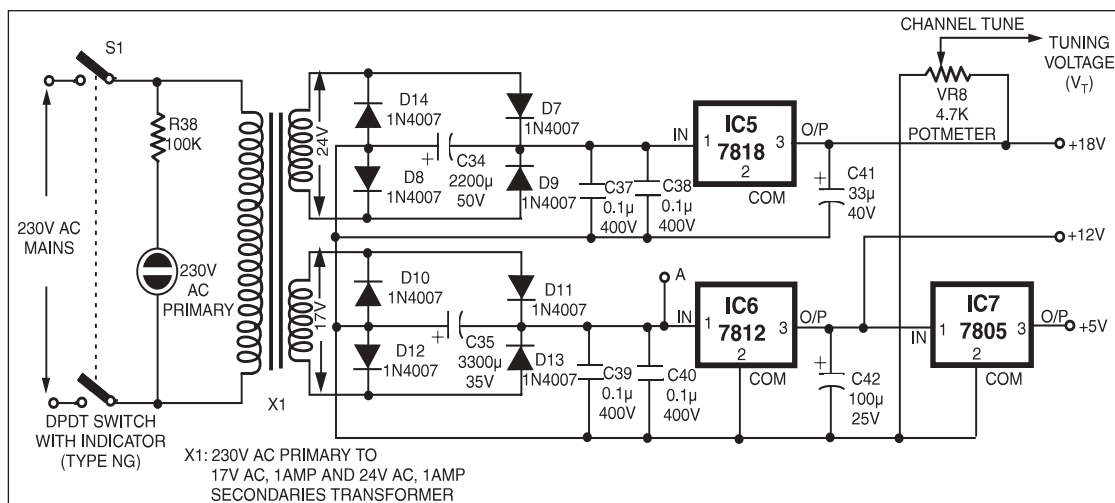 CHANNEL TUNE
TUNING
VOLTAGE
(VT)
VR8
4.7K
POTMETER
S1
R38
100K
230V AC
MAINS
230V
AC
PRIMARY
DPDT SWITCH
WITH INDICATOR
(TYPE NG)
X1
X1: 230V AC PRIMARY TO
17V AC, 1AMP AND 24V AC, 1AMP
SECONDARIES TRANSFORMER
24V
D14
1N4007
D7
1N4007
D8
1N4007
+
C34
2200µ
50V
D9
1N4007
C37
0.1µ
400V
C38
0.1µ
400V
IN
1
IC5
7818
2
3
O/P
COM
+
C41
33µ
40V
+18V
+12V
17V
D10
1N4007
D11
1N4007
D12
1N4007
+
C35
3300µ
35V
D13
1N4007
C39
0.1µ
400V
C40
0.1µ
400V
A
IN
1
IC6
7812
2
3
O/P
COM
+
C42
100µ
25V
IN
1
IC7
7805
2
3
O/P
COM
+5V